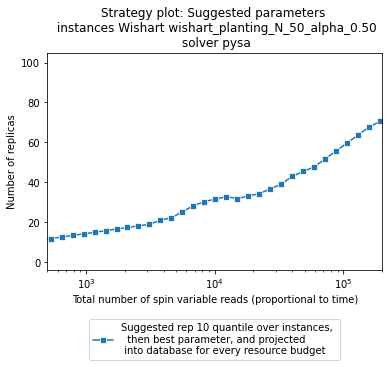 Strategy plot: Suggested parameters
instances Wishart wishart_planting_N_50_alpha_0.50
solver pysa
100
80
60
40
20
0
Number of replicas
10³
10⁴
10⁵
Total number of spin variable reads (proportional to time)
Suggested rep 10 quantile over instances,
then best parameter, and projected
into database for every resource budget